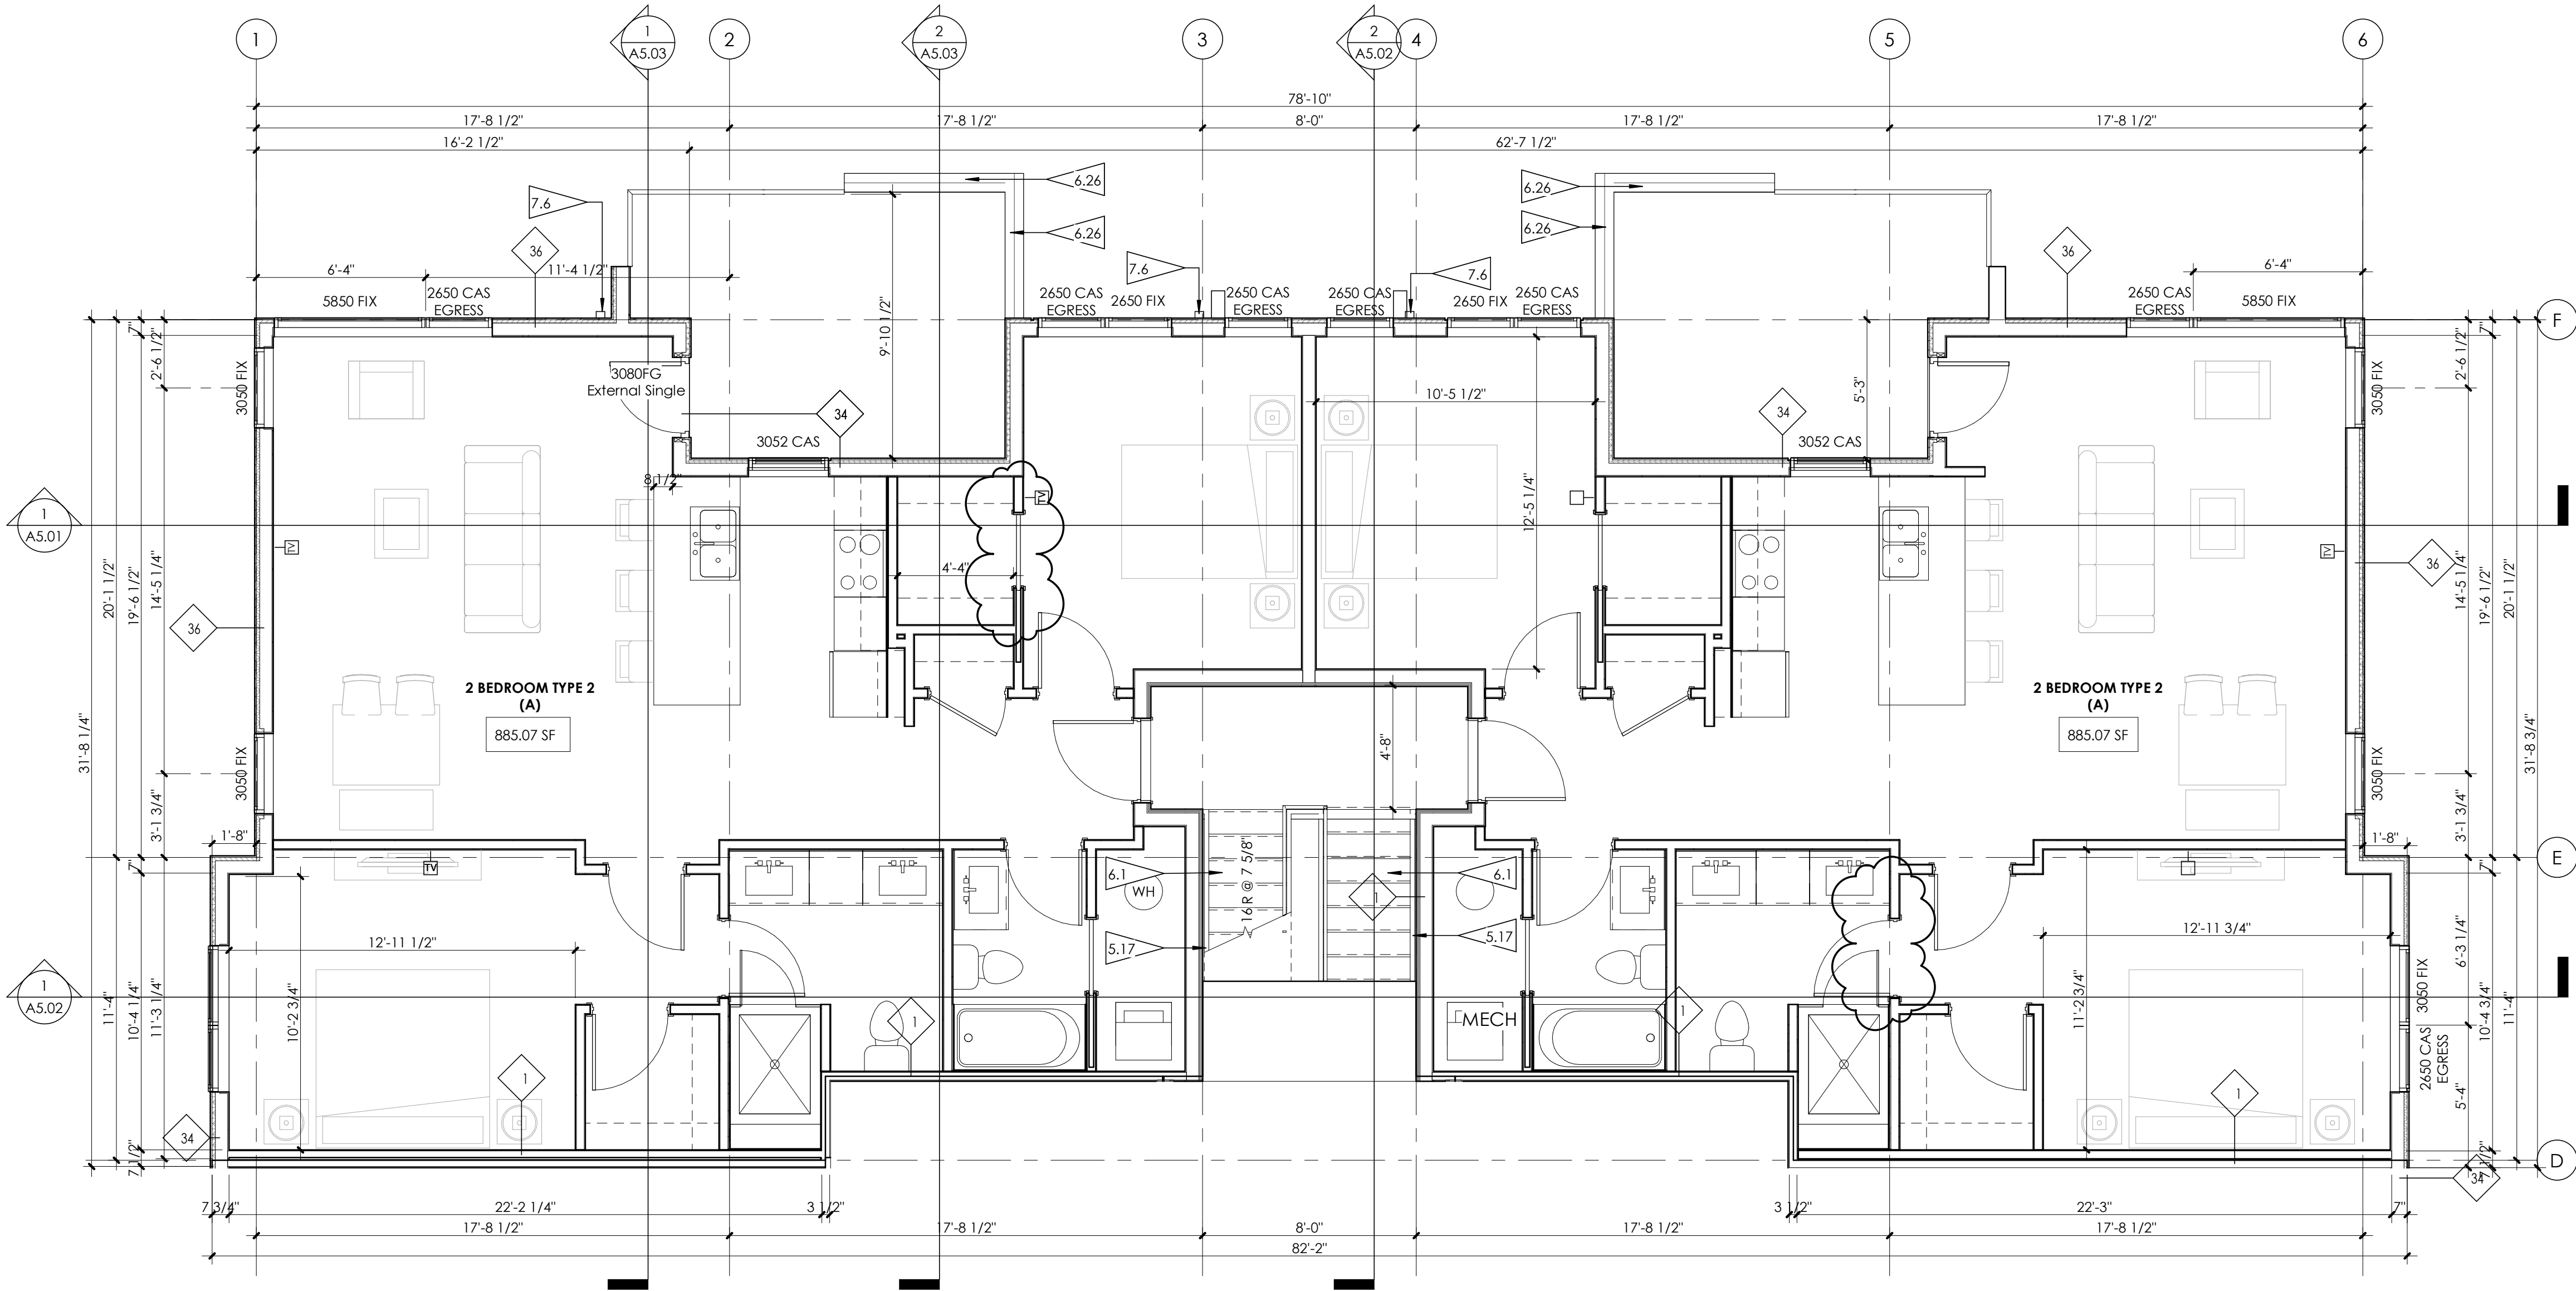 1
1
A5.03
2
2
A5.03
3
2
A5.02
4
5
6
78'-10"
17'-8 1/2"
17'-8 1/2"
8'-0"
17'-8 1/2"
17'-8 1/2"
16'-2 1/2"
62'-7 1/2"
6.26
6.26
7.6
6.26
6.26
36
36
7.6
7.6
6'-4"
11'-4 1/2"
6'-4"
5850 FIX
2650 CAS
EGRESS
2650 CAS
EGRESS
2650 FIX
2650 CAS
EGRESS
2650 CAS
EGRESS
2650 FIX
2650 CAS
EGRESS
2650 CAS
EGRESS
5850 FIX
F
7"
2'-6 1/2"
9'-10 1/2"
7"
2'-6 1/2"
3050 FIX
3080FG
External Single
34
10'-5 1/2"
5'-3"
34
3050 FIX
3052 CAS
3052 CAS
8 1/2"
TV
12'-5 1/4"
1
A5.01
TV
TV
4'-4"
36
36
20'-1 1/2"
19'-6 1/2"
14'-5 1/4"
14'-5 1/4"
19'-6 1/2"
20'-1 1/2"
2 BEDROOM TYPE 2
(A)
885.07 SF
2 BEDROOM TYPE 2
(A)
885.07 SF
31'-8 1/4"
31'-8 3/4"
4'-8"
3050 FIX
3050 FIX
3'-1 3/4"
3'-1 3/4"
1'-8"
1'-8"
16 R @ 7 5/8"
E
7"
7"
TV
6.1
WH
6.1
1
5.17
5.17
12'-11 1/2"
12'-11 3/4"
6'-3 1/4"
3050 FIX
1
A5.02
11'-4"
10'-4 1/4"
11'-3 1/4"
10'-2 3/4"
1
MECH
1
11'-2 3/4"
10'-4 3/4"
11'-4"
2650 CAS
EGRESS
5'-4"
1
1
34
7 1/2"
7 1/2"
D
34
7 3/4"
22'-2 1/4"
3 1/2"
3 1/2"
22'-3"
7"
17'-8 1/2"
17'-8 1/2"
8'-0"
17'-8 1/2"
17'-8 1/2"
82'-2"